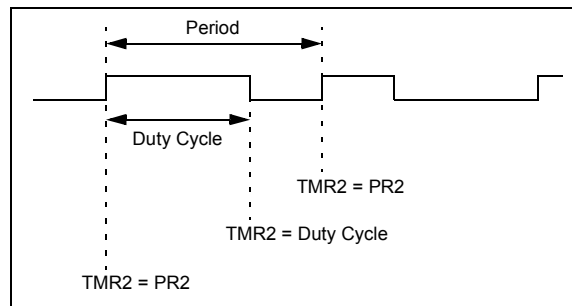 Period
Duty Cycle
TMR2 = PR2
TMR2 = Duty Cycle
TMR2 = PR2